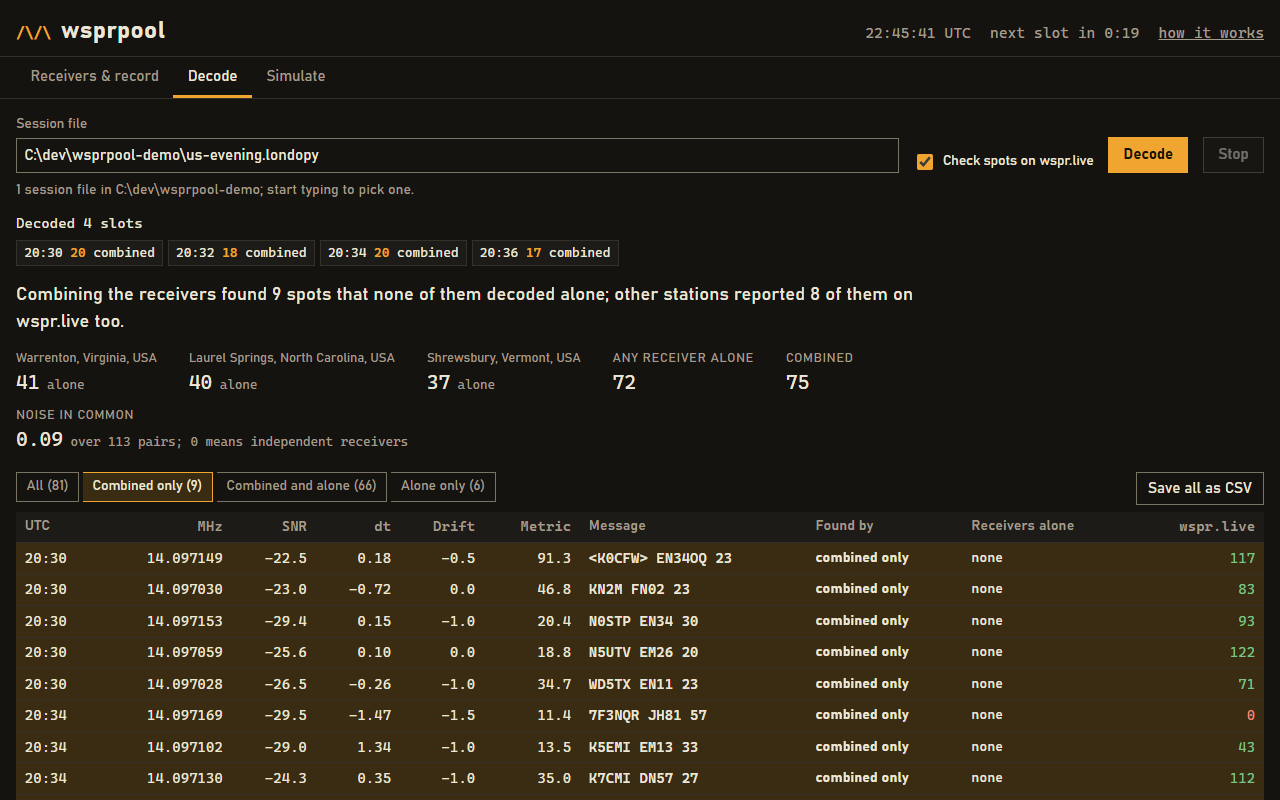 /\/\ wsprpool 22:45:41 UTC next slot in 0:19 how it works
Receivers & record Decode Simulate
Session file
C:\dev\wsprpool-demo\us-evening.londopy Check spots on wspr.live Decode Stop
1 session file in C:\dev\wsprpool-demo; start typing to pick one.
Decoded 4 slots
20:30 20 combined 20:32 18 combined 20:34 20 combined 20:36 17 combined
Combining the receivers found 9 spots that none of them decoded alone; other stations reported 8 of them on
wspr.live too.
Warrenton, Virginia, USA Laurel Springs, North Carolina, USA Shrewsbury, Vermont, USA ANY RECEIVER ALONE COMBINED
41 alone 40 alone 37 alone 72 75
NOISE IN COMMON
0.09 over 113 pairs; 0 means independent receivers
All (81) Combined only (9) Combined and alone (66) Alone only (6) Save all as CSV
UTC MHz SNR dt Drift Metric Message Found by Receivers alone wspr.live
20:30 14.097149 −22.5 0.18 −0.5 91.3 <K0CFW> EN34OQ 23 combined only none 117
20:30 14.097030 −23.0 −0.72 0.0 46.8 KN2M FN02 23 combined only none 83
20:30 14.097153 −29.4 0.15 −1.0 20.4 N0STP EN34 30 combined only none 93
20:30 14.097059 −25.6 0.10 0.0 18.8 N5UTV EM26 20 combined only none 122
20:30 14.097028 −26.5 −0.26 −1.0 34.7 WD5TX EN11 23 combined only none 71
20:34 14.097169 −29.5 −1.47 −1.5 11.4 7F3NQR JH81 57 combined only none 0
20:34 14.097102 −29.0 1.34 −1.0 13.5 K5EMI EM13 33 combined only none 43
20:34 14.097130 −24.3 0.35 −1.0 35.0 K7CMI DN57 27 combined only none 112